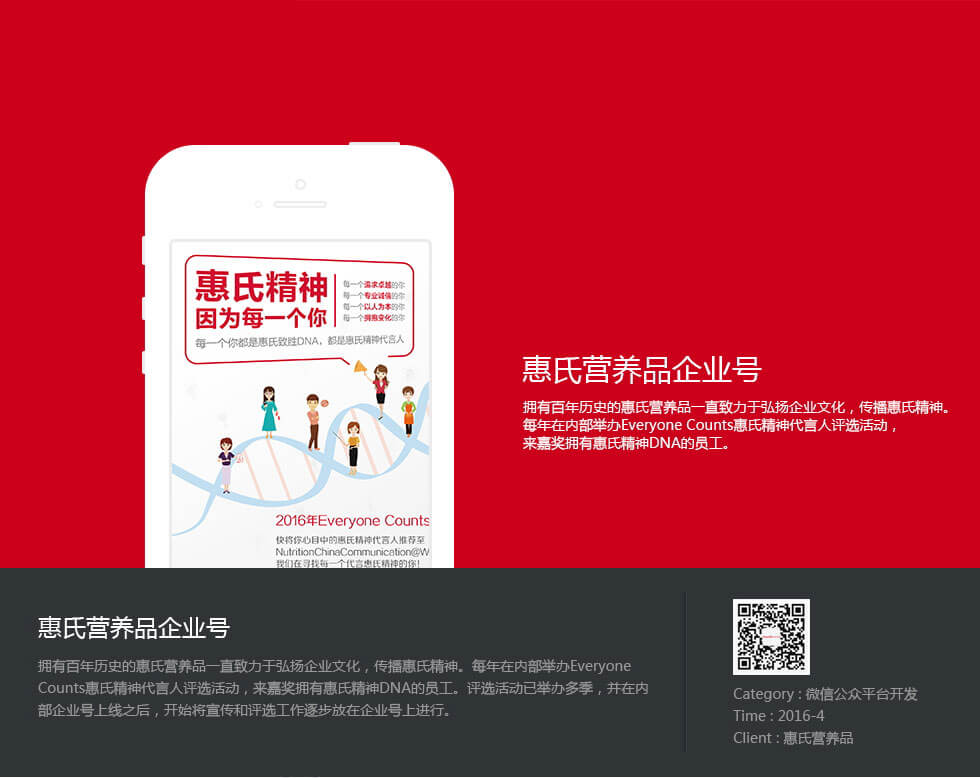 惠氏精神
因为每一个你
每一个追求卓越的你
每一个专业诚信的你
每一个以人为本的你
每一个拥抱变化的你
每一个你都是惠氏致胜DNA，都是惠氏精神代言人
2016年Everyone Counts
快将你心目中的惠氏精神代言人推荐至
NutritionChinaCommunication@W
我们在寻找每一个代言惠氏精神的你！
惠氏营养品企业号
拥有百年历史的惠氏营养品一直致力于弘扬企业文化，传播惠氏精神。
每年在内部举办Everyone Counts惠氏精神代言人评选活动，
来嘉奖拥有惠氏精神DNA的员工。
惠氏营养品企业号
拥有百年历史的惠氏营养品一直致力于弘扬企业文化，传播惠氏精神。每年在内部举办Everyone
Counts惠氏精神代言人评选活动，来嘉奖拥有惠氏精神DNA的员工。评选活动已举办多季，并在内
部企业号上线之后，开始将宣传和评选工作逐步放在企业号上进行。
Category : 微信公众平台开发
Time : 2016-4
Client : 惠氏营养品